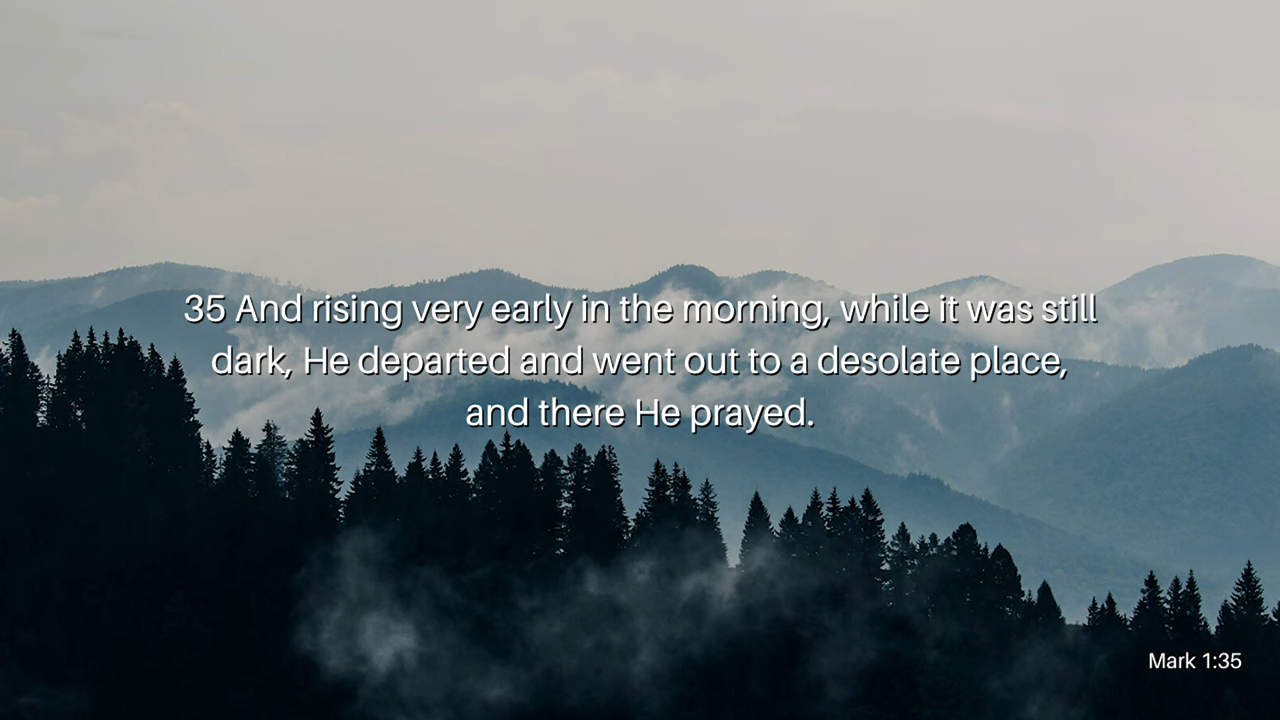 35 And rising very early in the morning, while it was still
dark, He departed and went out to a desolate place,
and there He prayed.
Mark 1:35